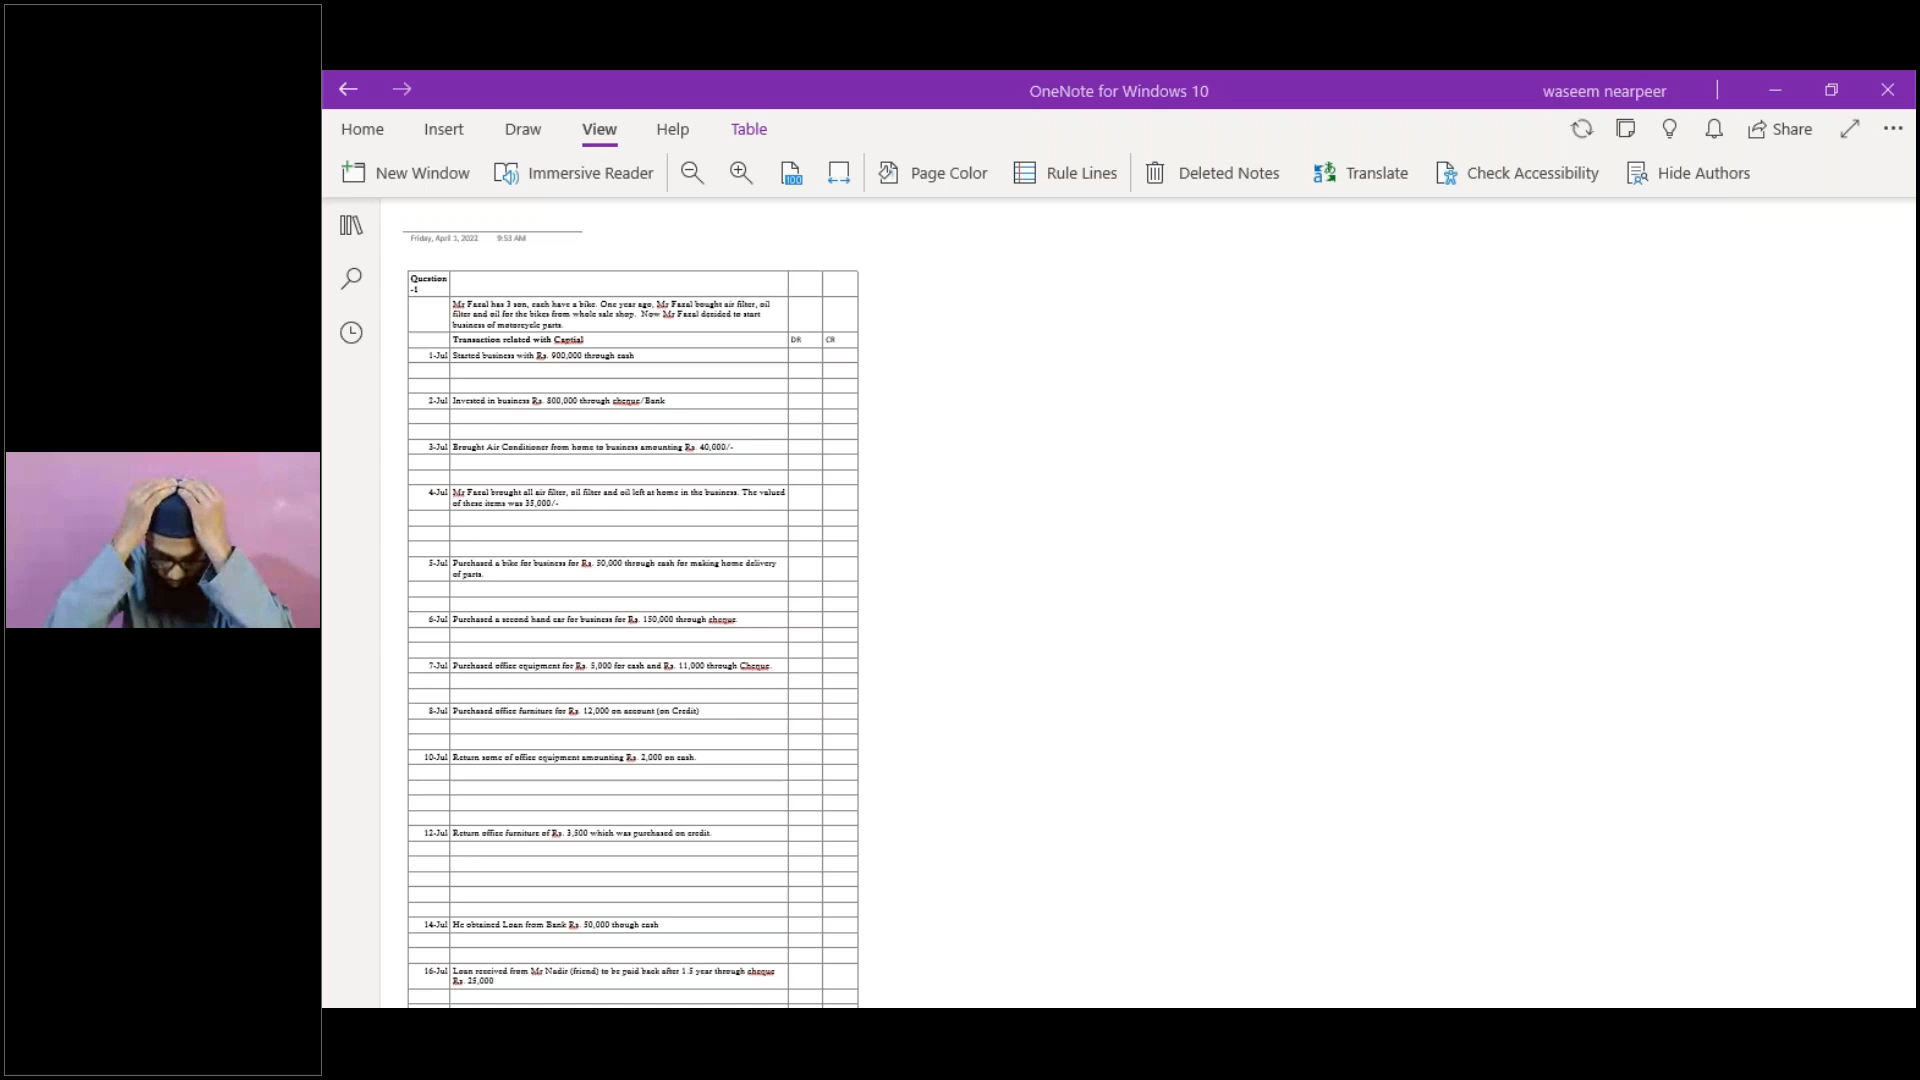 OneNote for Windows 10
waseem nearpeer
Home Insert Draw View Help Table
Share
New Window Immersive Reader 100 Page Color Rule Lines Deleted Notes Translate Check Accessibility Hide Authors
Friday, April 1, 2022 9:53 AM
Question
-1
Mr Fazal has 3 son, each have a bike. One year ago, Mr Fazal bought air filter, oil
filter and oil for the bikes from whole sale shop. Now Mr Fazal decided to start
business of motorcycle parts.
Transaction related with Captial DR CR
1-Jul Started business with Rs. 900,000 through cash
2-Jul Invested in business Rs. 800,000 through cheque/Bank
3-Jul Brought Air Conditioner from home to business amounting Rs. 40,000/-
4-Jul Mr Fazal brought all air filter, oil filter and oil left at home in the business. The valued
of these items was 35,000/-
5-Jul Purchased a bike for business for Rs. 50,000 through cash for making home delivery
of parts.
6-Jul Purchased a second hand car for business for Rs. 150,000 through cheque.
7-Jul Purchased office equipment for Rs. 5,000 for cash and Rs. 11,000 through Cheque.
8-Jul Purchased office furniture for Rs. 12,000 on account (on Credit)
10-Jul Return some of office equipment amounting Rs. 2,000 on cash.
12-Jul Return office furniture of Rs. 3,500 which was purchased on credit.
14-Jul He obtained Loan from Bank Rs. 50,000 though cash
16-Jul Loan received from Mr Nadir (friend) to be paid back after 1.5 year through cheque
Rs. 25,000